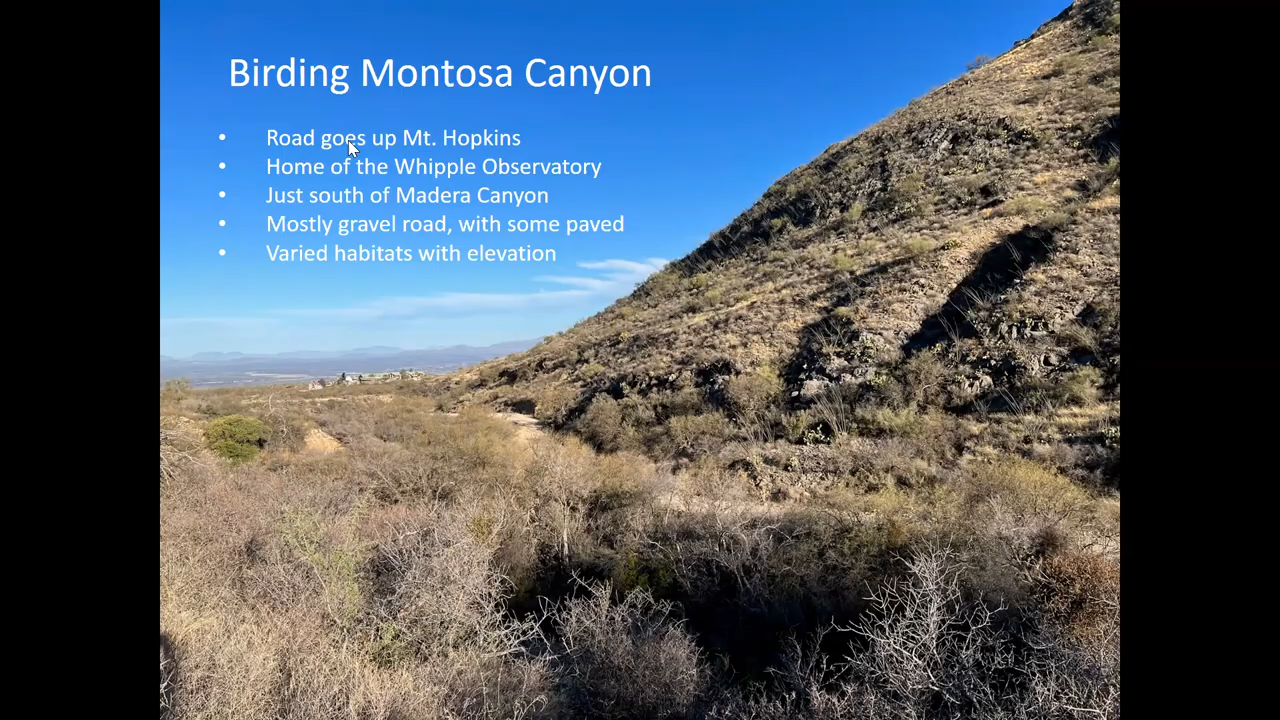 Birding Montosa Canyon
• Road goes up Mt. Hopkins
• Home of the Whipple Observatory
• Just south of Madera Canyon
• Mostly gravel road, with some paved
• Varied habitats with elevation